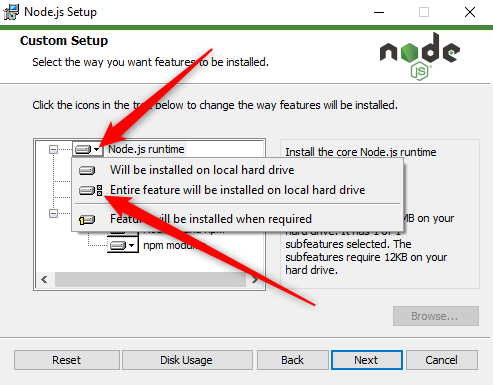 Node.js Setup
Custom Setup
Select the way you want features to be installed.
node
JS
Click the icons in the tree below to change the way features will be installed.
Node.js runtime
Install the core Node.js runtime
Will be installed on local hard drive
Entire feature will be installed on local hard drive
Feature will be installed when required
MB on your
hard drive. It has 1 of 1
npm modules
subfeatures selected. The
subfeatures require 12KB on your
hard drive.
Browse...
Reset
Disk Usage
Back
Next
Cancel